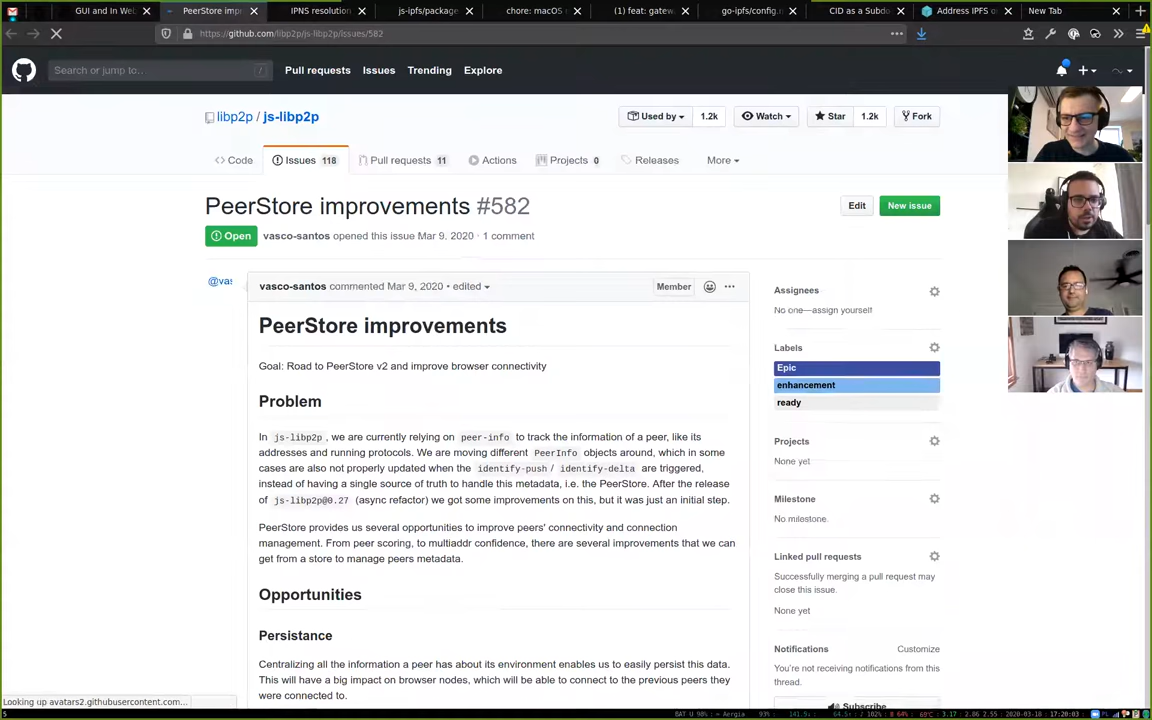 GUI and In Web
PeerStore impr
IPNS resolution
js-ipfs/package
chore: macOS
(1) feat: gatew
go-ipfs/config.m
CID as a Subdo
Address IPFS o
New Tab
https://github.com/libp2p/js-libp2p/issues/582
Search or jump to...
/
Pull requests
Issues
Trending
Explore
libp2p / js-libp2p
Used by 1.2k
Watch
Star 1.2k
Fork
Code
Issues 118
Pull requests 11
Actions
Projects 0
Releases
More
PeerStore improvements #582
Edit
New issue
Open
vasco-santos opened this issue Mar 9, 2020 · 1 comment
@vas
vasco-santos commented Mar 9, 2020 • edited
Member
PeerStore improvements
Goal: Road to PeerStore v2 and improve browser connectivity
Problem
In js-libp2p , we are currently relying on peer-info to track the information of a peer, like its
addresses and running protocols. We are moving different PeerInfo objects around, which in some
cases are also not properly updated when the identify-push / identify-delta are triggered,
instead of having a single source of truth to handle this metadata, i.e. the PeerStore. After the release
of js-libp2p@0.27 (async refactor) we got some improvements on this, but it was just an initial step.
PeerStore provides us several opportunities to improve peers' connectivity and connection
management. From peer scoring, to multiaddr confidence, there are several improvements that we can
get from a store to manage peers metadata.
Opportunities
Persistance
Centralizing all the information a peer has about its environment enables us to easily persist this data.
This will have a big impact on browser nodes, which will be able to connect to the previous peers they
were connected to.
Assignees
No one—assign yourself
Labels
Epic
enhancement
ready
Projects
None yet
Milestone
No milestone.
Linked pull requests
Successfully merging a pull request may
close this issue.
None yet
Notifications
Customize
You're not receiving notifications from this
thread.
Subscribe
Looking up avatars2.githubusercontent.com...
5
2020-03-18
17:20:03